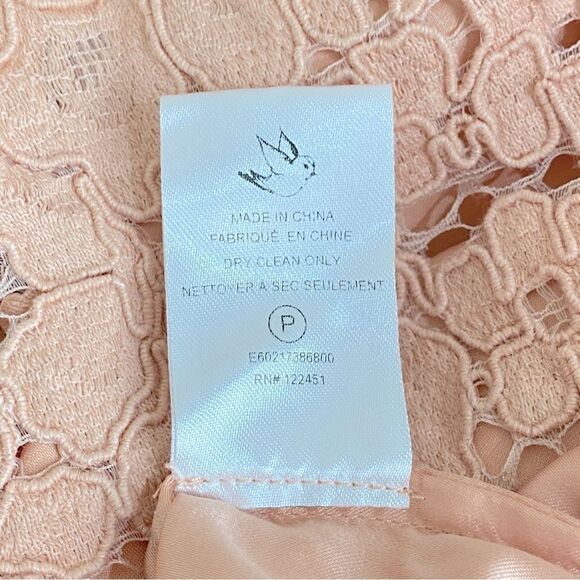 MADE IN CHINA
FABRIQUÉ EN CHINE
DRY CLEAN ONLY
NETTOYER A SEC SEULEMENT
P
E60217386800
RN# 122451